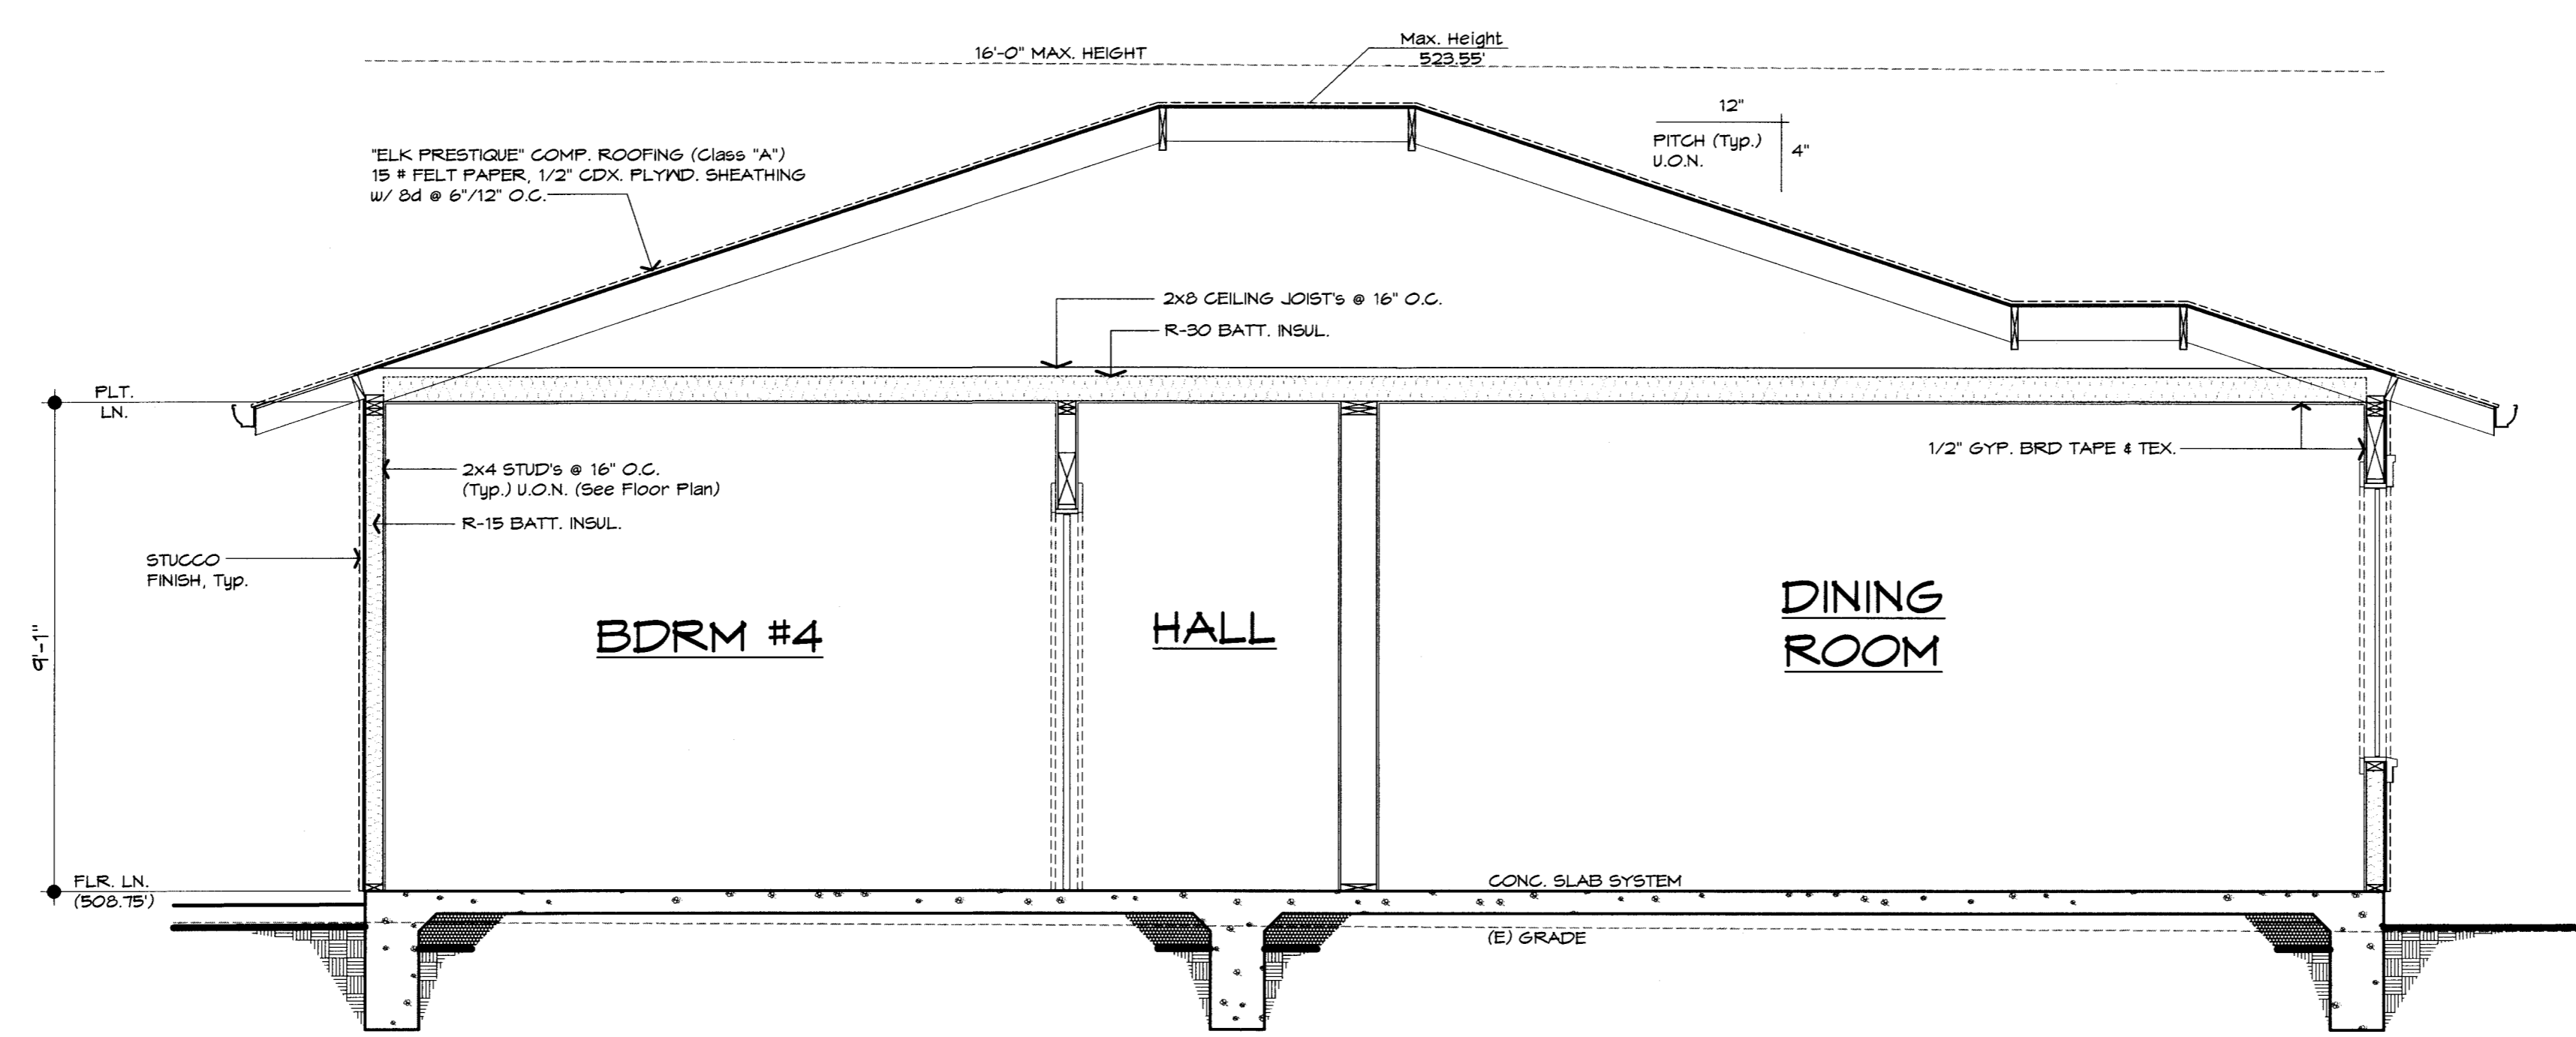 16'-0" MAX. HEIGHT
Max. Height
523.55'
12"
PITCH (Typ.)
U.O.N.
4"
"ELK PRESTIQUE" COMP. ROOFING (Class "A")
15 # FELT PAPER, 1/2" CDX. PLYWD. SHEATHING
w/ 8d @ 6"/12" O.C.
2x8 CEILING JOIST's @ 16" O.C.
R-30 BATT. INSUL.
PLT.
LN.
1/2" GYP. BRD TAPE & TEX.
2x4 STUD's @ 16" O.C.
(Typ.) U.O.N. (See Floor Plan)
R-15 BATT. INSUL.
STUCCO
FINISH, Typ.
9'-1"
BDRM #4
HALL
DINING
ROOM
FLR. LN.
(508.75')
CONC. SLAB SYSTEM
(E) GRADE